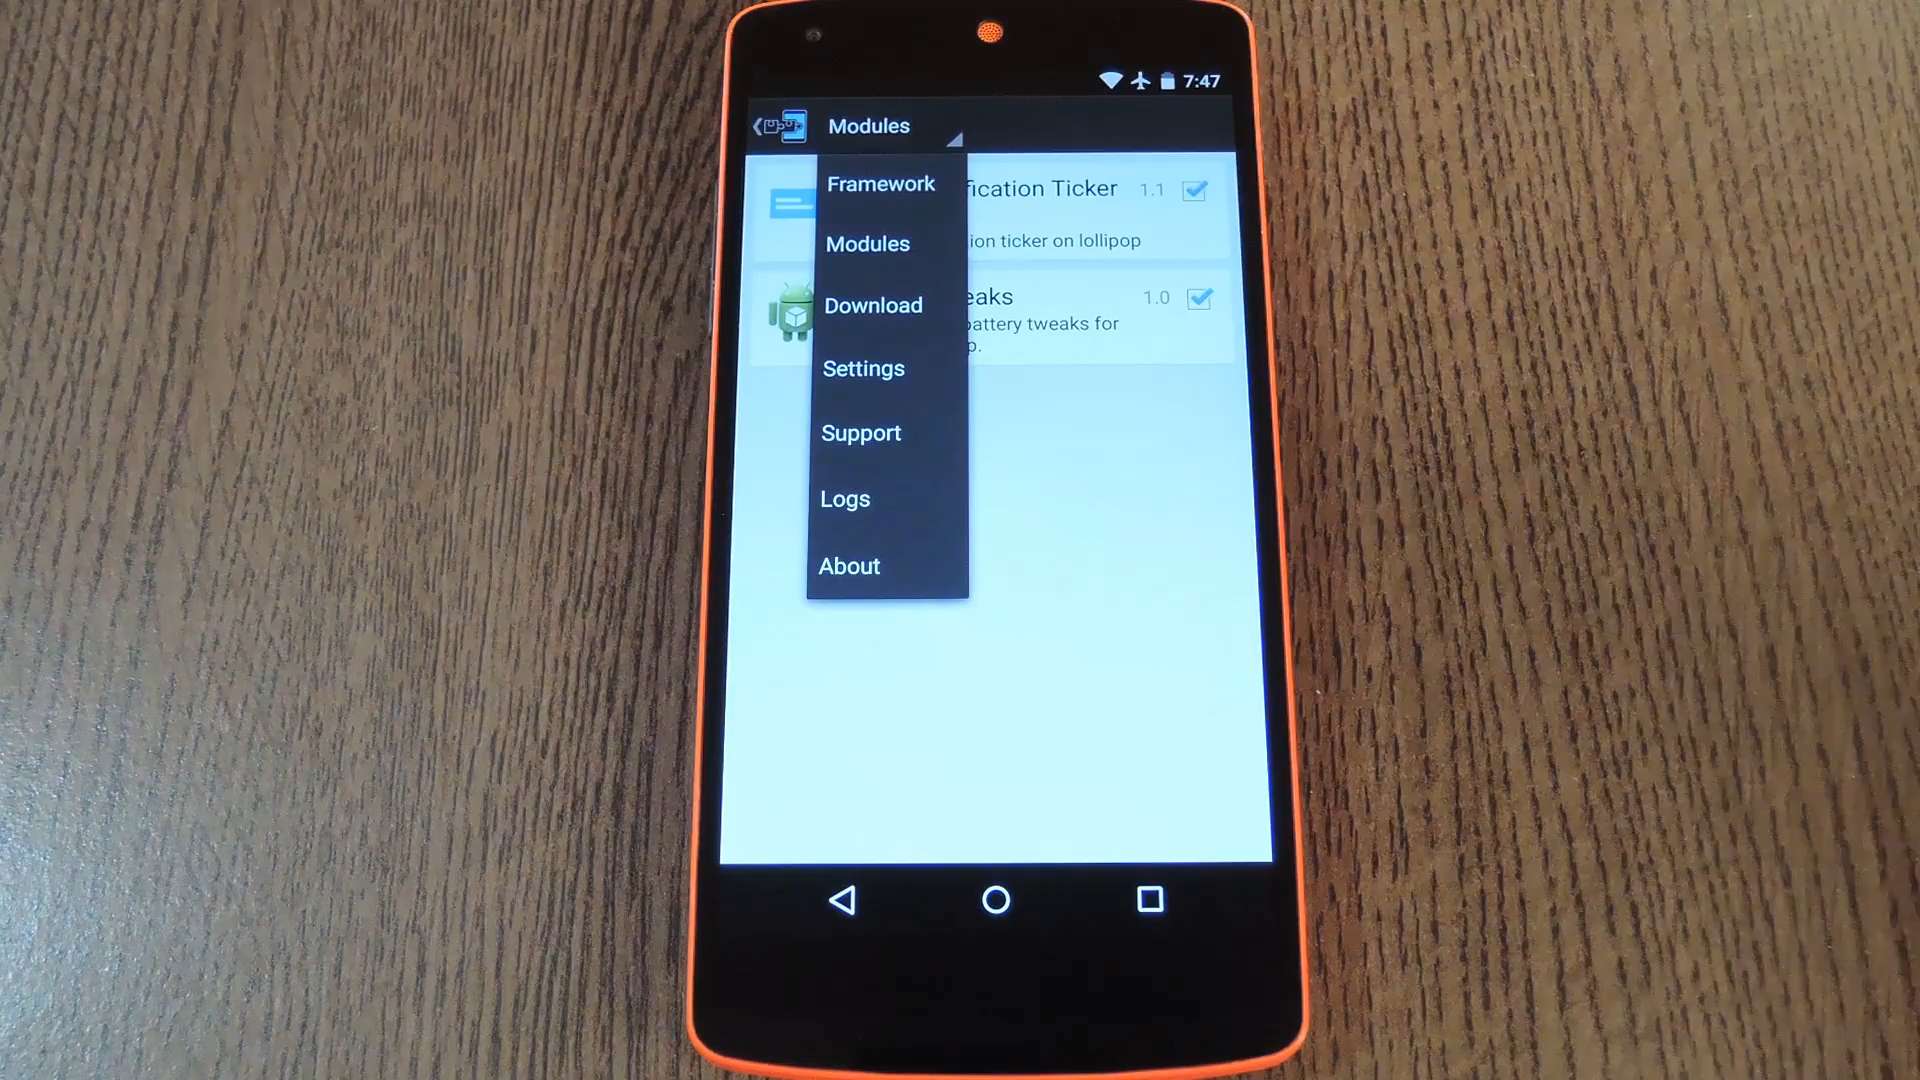 7:47
Modules
Framework
Modules
Download
Settings
Support
Logs
About
fication Ticker 1.1
ion ticker on lollipop
eaks 1.0
battery tweaks for
p.